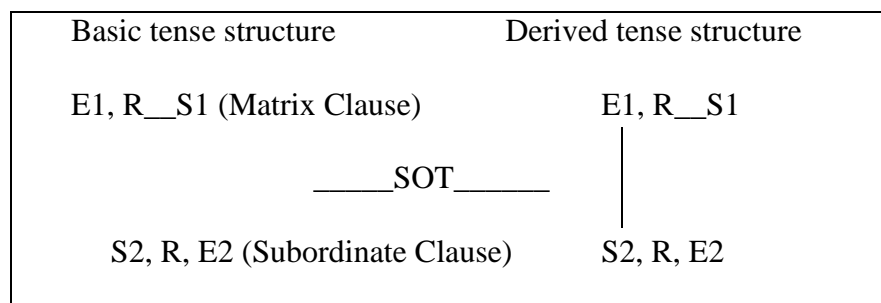 Basic tense structure Derived tense structure
E1, R__S1 (Matrix Clause) E1, R__S1
_____SOT______
S2, R, E2 (Subordinate Clause) S2, R, E2